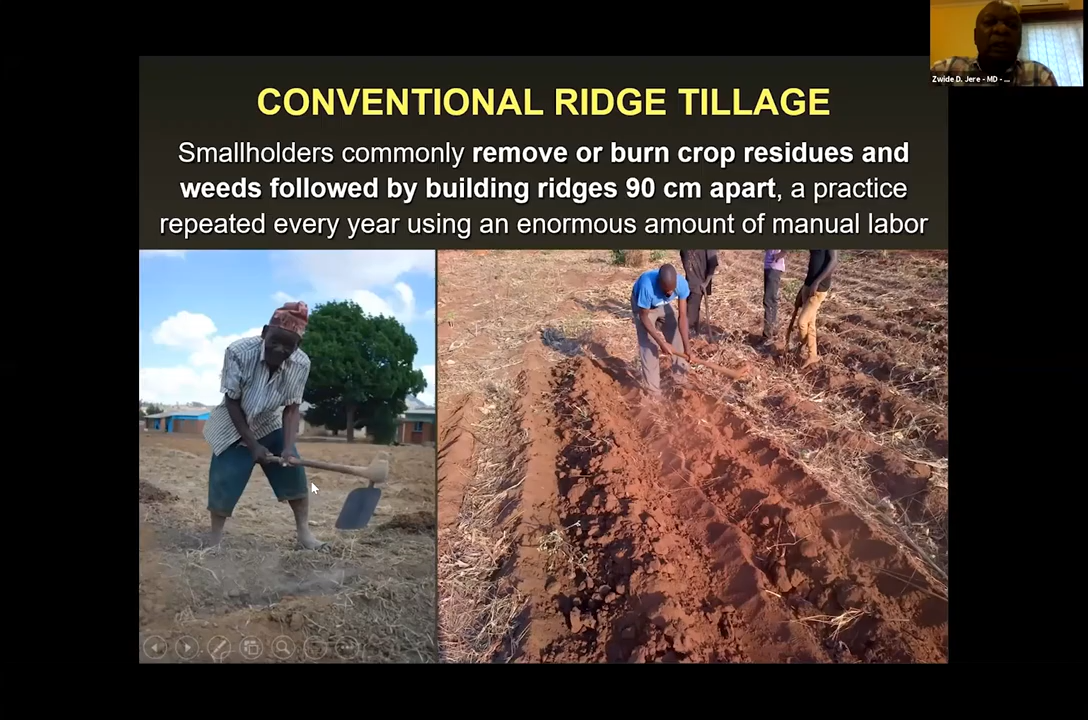 Zwide D. Jere - MD - ...
CONVENTIONAL RIDGE TILLAGE
Smallholders commonly remove or burn crop residues and
weeds followed by building ridges 90 cm apart, a practice
repeated every year using an enormous amount of manual labor